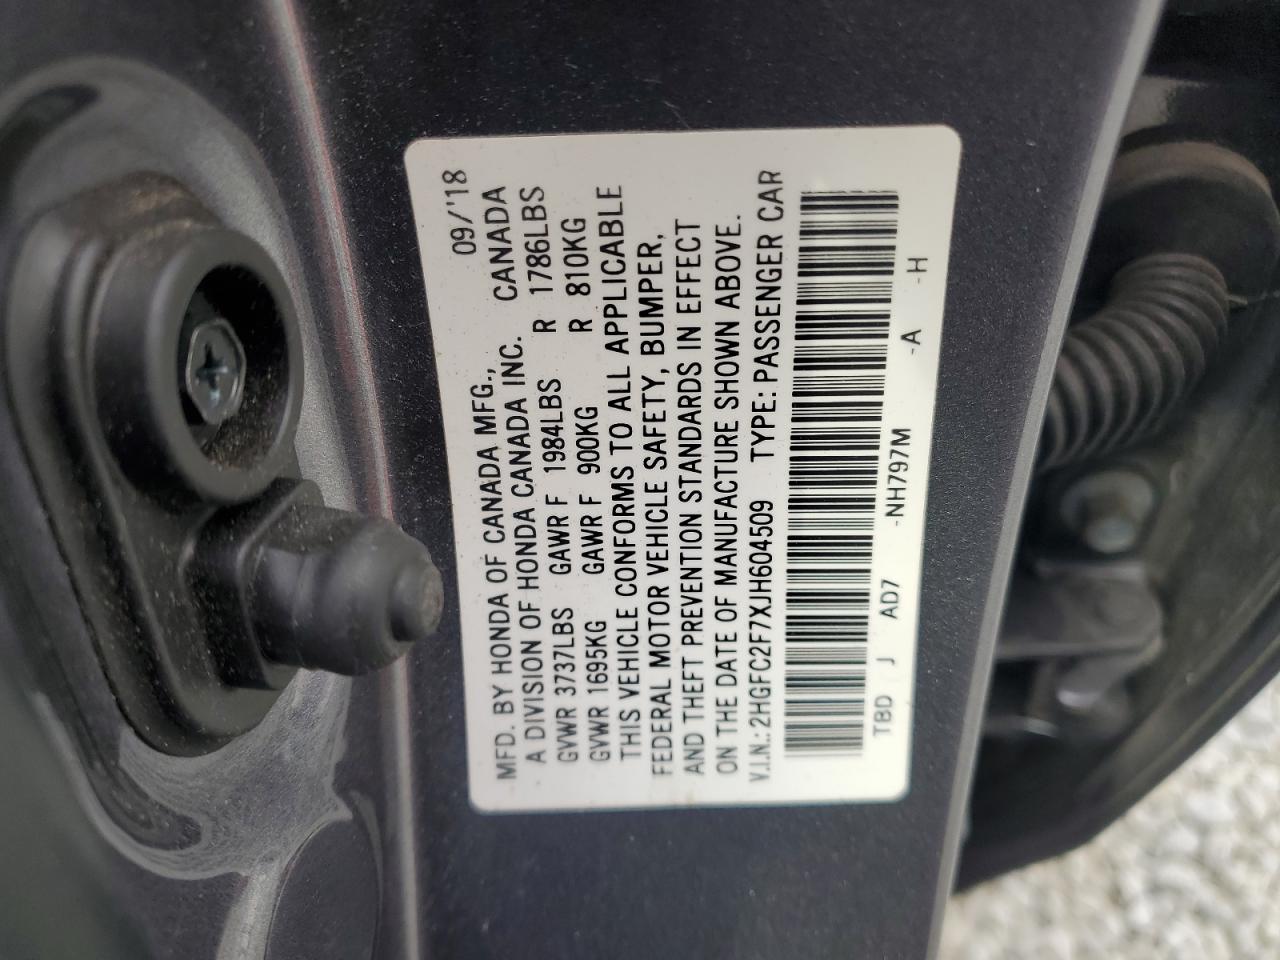 MFD. BY HONDA OF CANADA MFG., 09/'18
A DIVISION OF HONDA CANADA INC. CANADA
GVWR 3737LBS GAWR F 1984LBS R 1786LBS
GVWR 1695KG GAWR F 900KG R 810KG
THIS VEHICLE CONFORMS TO ALL APPLICABLE
FEDERAL MOTOR VEHICLE SAFETY, BUMPER,
AND THEFT PREVENTION STANDARDS IN EFFECT
ON THE DATE OF MANUFACTURE SHOWN ABOVE.
V.I.N.: 2HGFC2F7XJH604509 TYPE: PASSENGER CAR
TBD J AD7 -NH797M -A -H